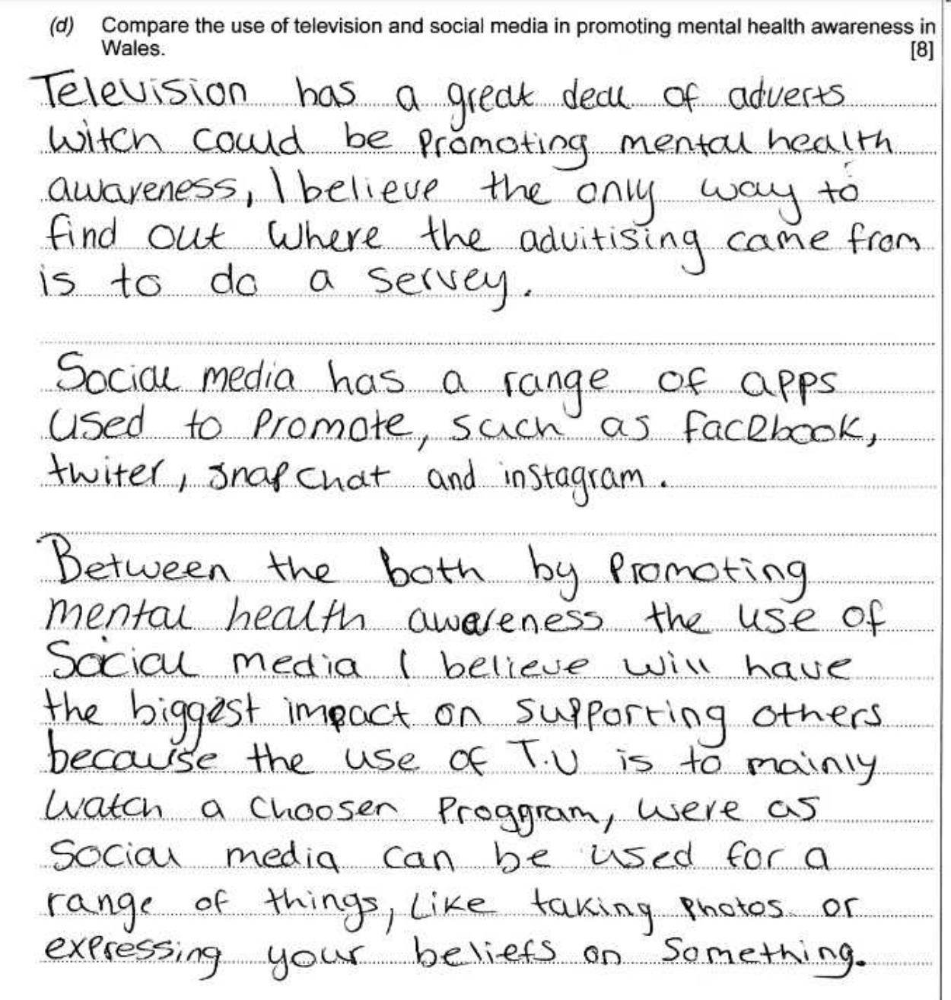 (d) Compare the use of television and social media in promoting mental health awareness in
Wales. [8]
Television has a great deal of adverts
witch could be promoting mental health
awareness, I believe the only way to
find out where the advitising came from
is to do a servey.
Social media has a range of apps
used to promote, such as facebook,
twiter, snapchat and instagram.
Between the both by promoting
mental health awareness the use of
Social media I believe will have
the biggest impact on supporting others
because the use of T.V is to mainly
watch a choosen proggram, were as
social media can be used for a
range of things, like taking photos or
expressing your beliefs on something.